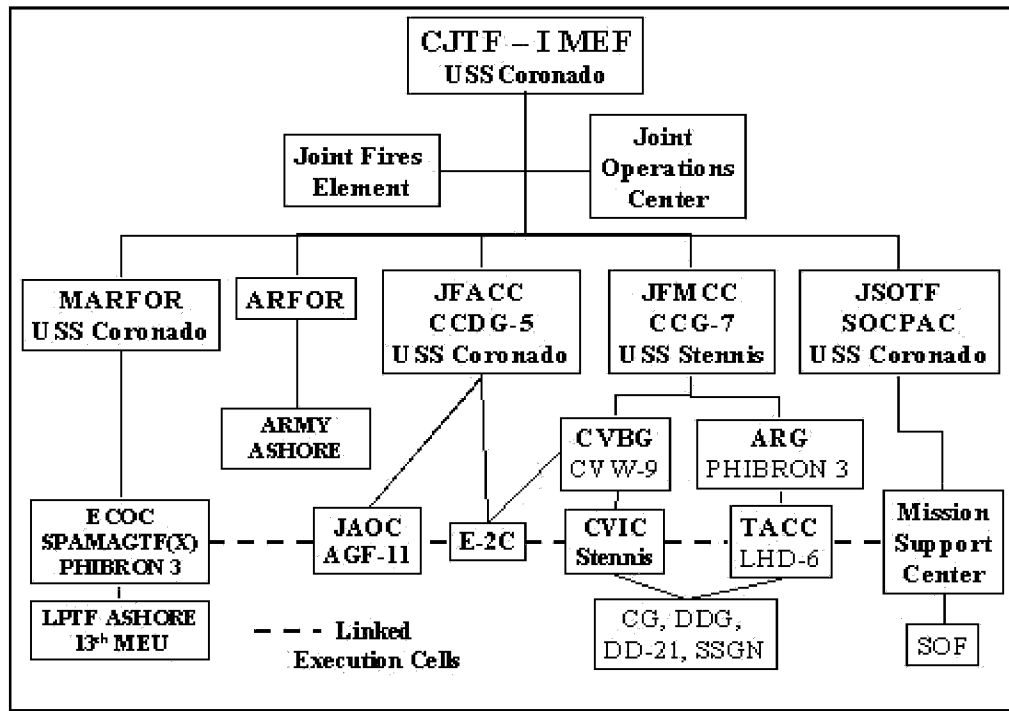 CJTF – I MEF
USS Coronado
Joint Fires
Element
Joint
Operations
Center
MARFOR
USS Coronado
ARFOR
JFACC
CCDG-5
USS Coronado
JFMCC
CCG-7
USS Stennis
JSOTF
SOCPAC
USS Coronado
ARMY
ASHORE
CVBG
CVW-9
ARG
PHIBRON 3
ECOC
SPAMAGTF(X)
PHIBRON 3
JAOC
AGF-11
E-2C
CVIC
Stennis
TACC
LHD-6
Mission
Support
Center
LPTF ASHORE
13th MEU
Linked
Execution Cells
CG, DDG,
DD-21, SSGN
SOF